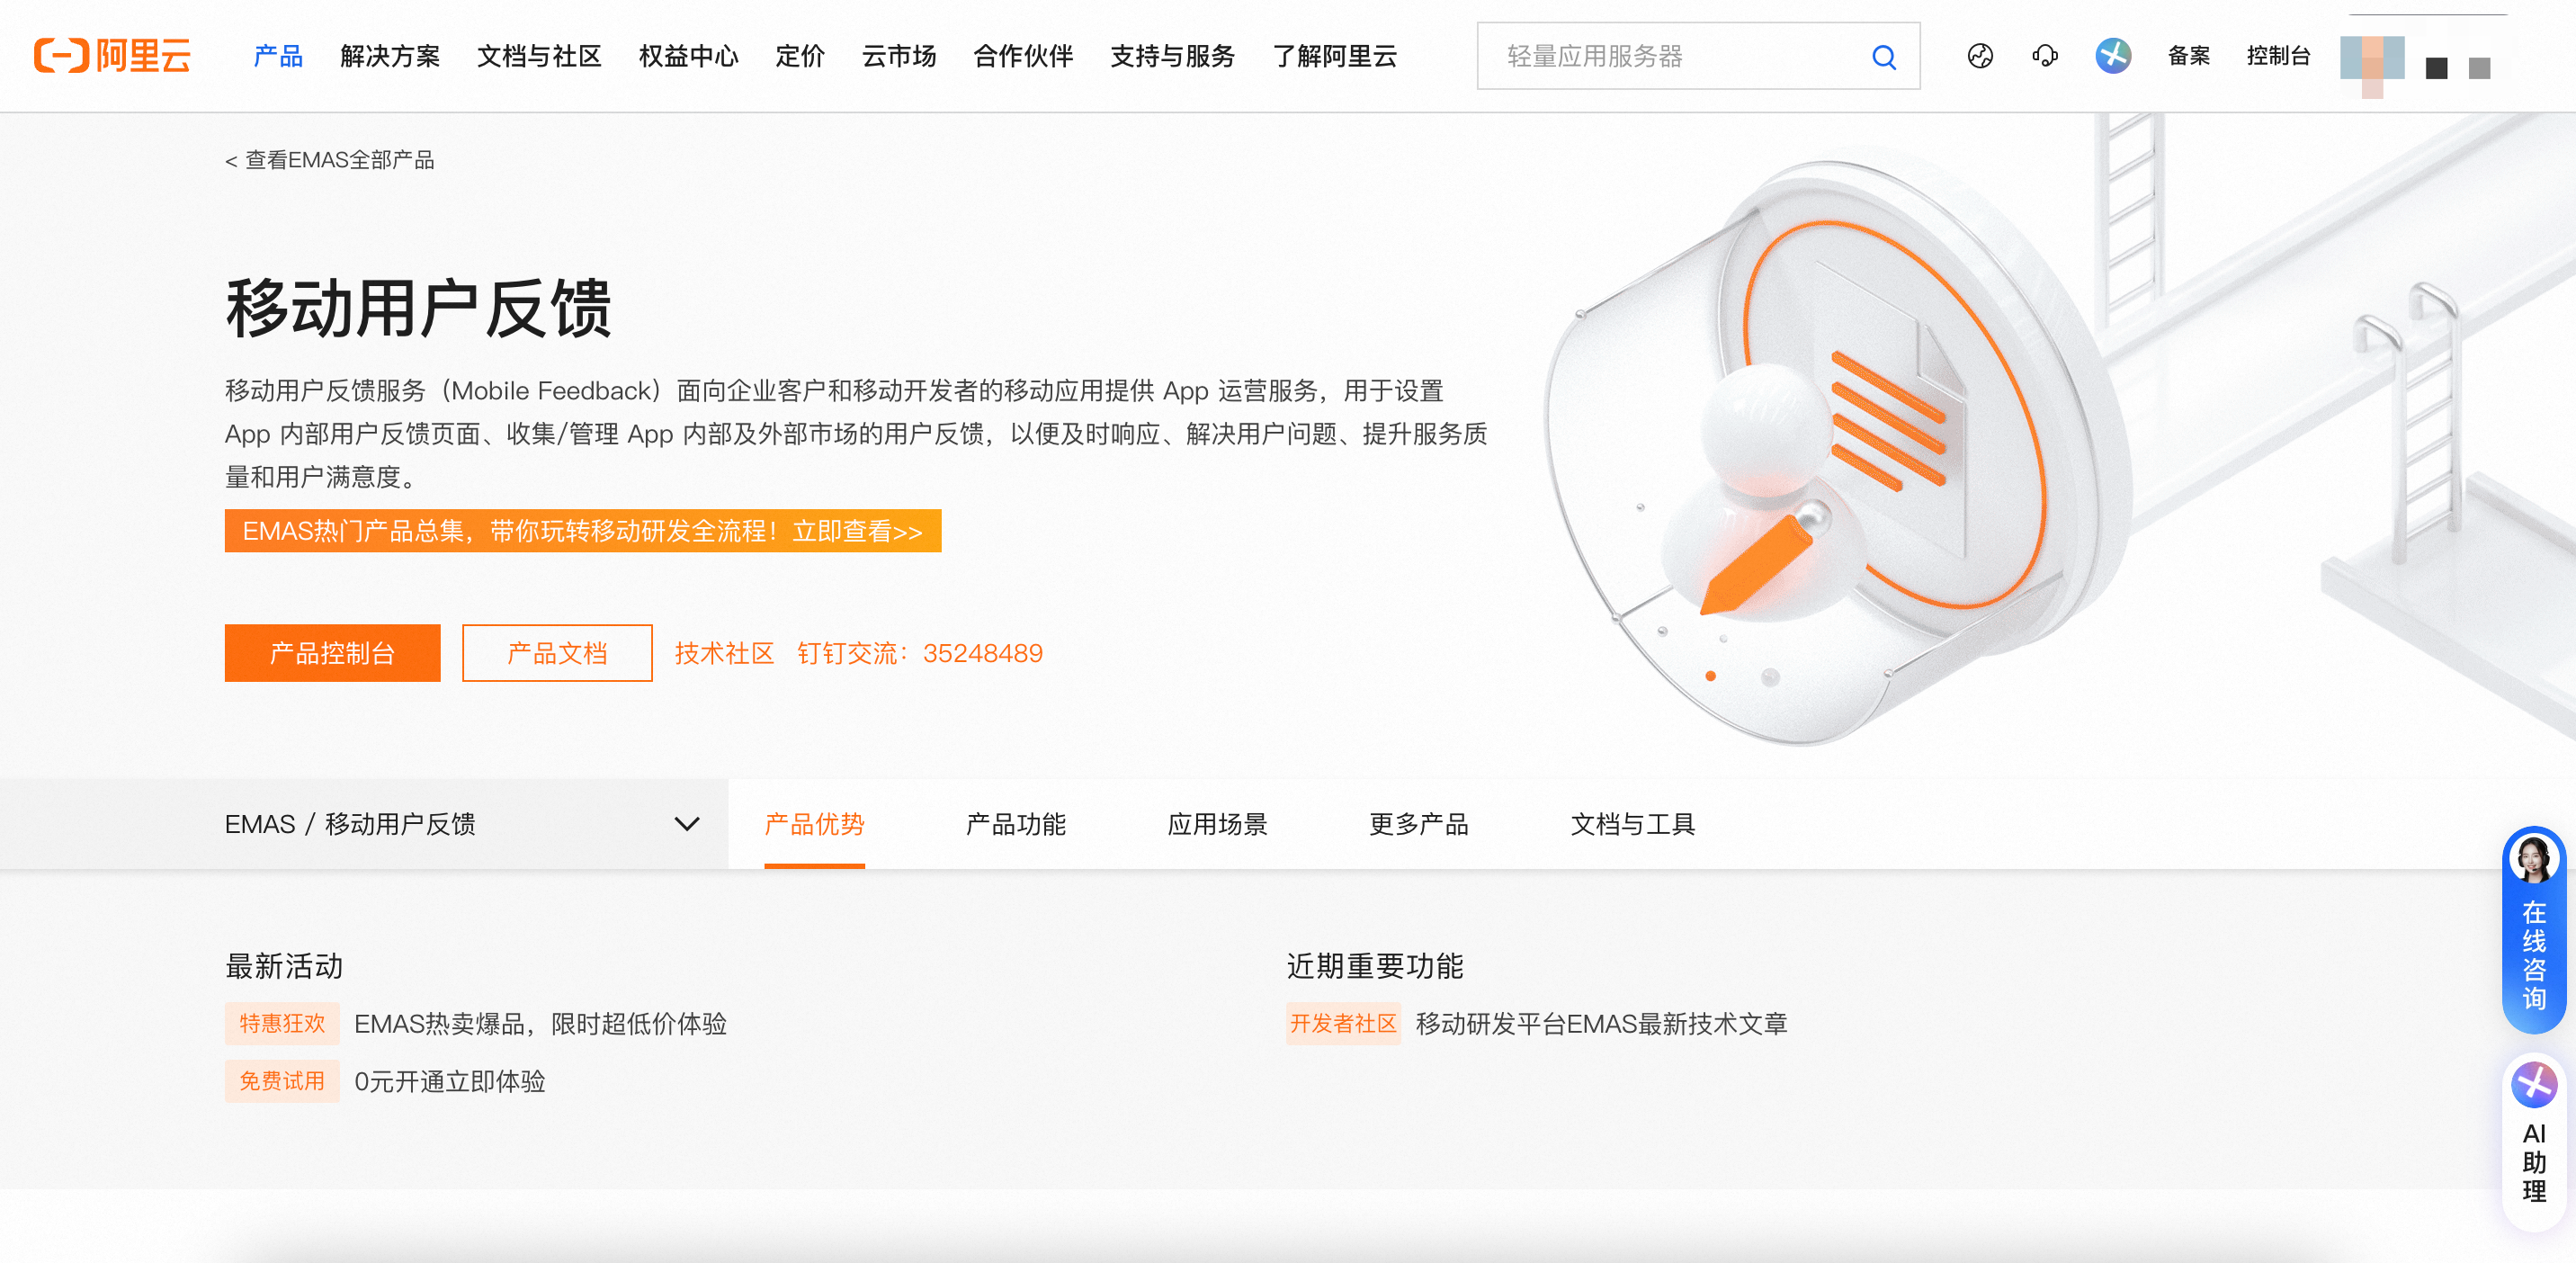 阿里云
产品 解决方案 文档与社区 权益中心 定价 云市场 合作伙伴 支持与服务 了解阿里云 轻量应用服务器 备案 控制台
< 查看EMAS全部产品
移动用户反馈
移动用户反馈服务（Mobile Feedback）面向企业客户和移动开发者的移动应用提供 App 运营服务，用于设置
App 内部用户反馈页面、收集/管理 App 内部及外部市场的用户反馈，以便及时响应、解决用户问题、提升服务质
量和用户满意度。
EMAS热门产品总集，带你玩转移动研发全流程！立即查看>>
产品控制台 产品文档 技术社区 钉钉交流：35248489
EMAS / 移动用户反馈 产品优势 产品功能 应用场景 更多产品 文档与工具
最新活动
特惠狂欢 EMAS热卖爆品，限时超低价体验
免费试用 0元开通立即体验
近期重要功能
开发者社区 移动研发平台EMAS最新技术文章
在线咨询
AI助理